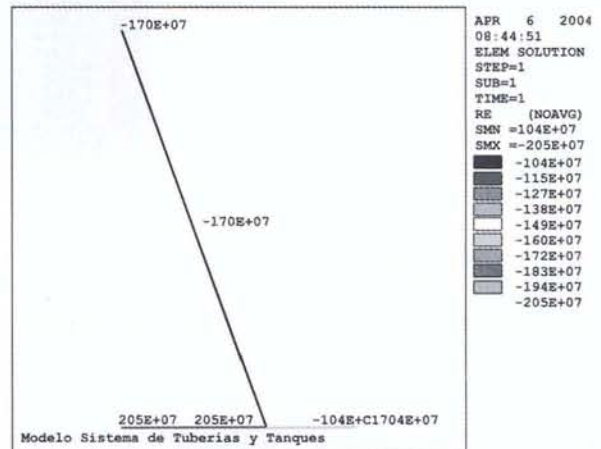 -170E+07
-170E+07
205E+07 205E+07 -104E+C1704E+07
Modelo Sistema de Tuberias y Tanques
APR 6 2004
08:44:51
ELEM SOLUTION
STEP=1
SUB=1
TIME=1
RE (NOAVG)
SMN =104E+07
SMX =-205E+07
-104E+07
-115E+07
-127E+07
-138E+07
-149E+07
-160E+07
-172E+07
-183E+07
-194E+07
-205E+07